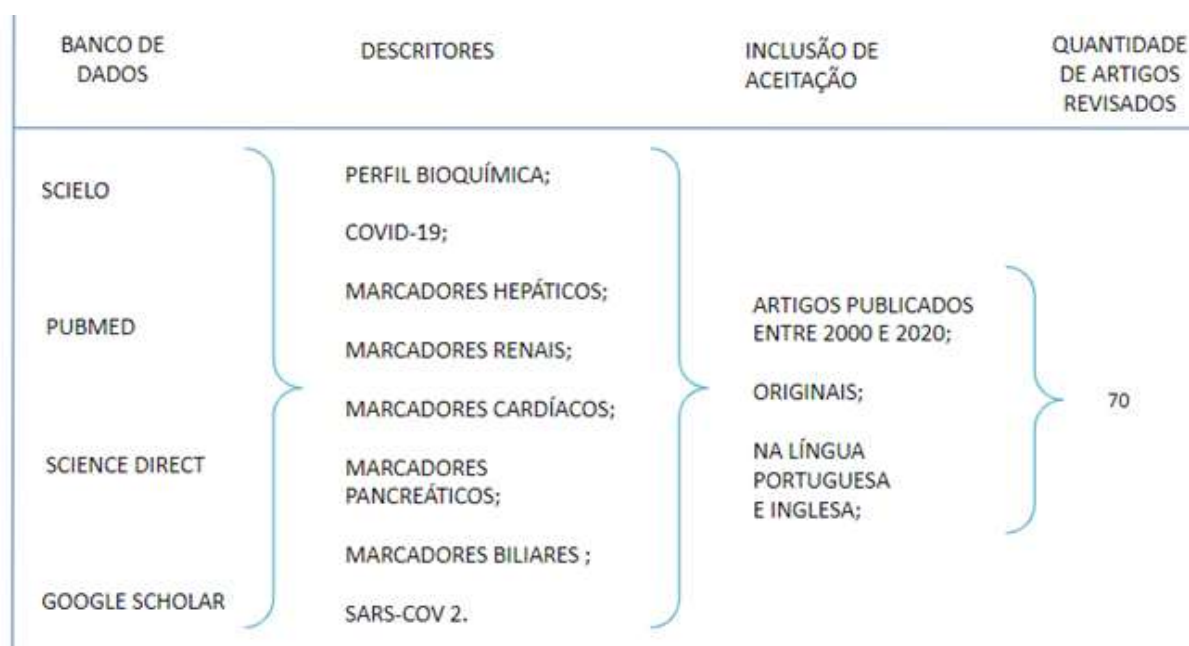 BANCO DE
DADOS
DESCRITORES
INCLUSÃO DE
ACEITAÇÃO
QUANTIDADE
DE ARTIGOS
REVISADOS
SCIELO
PUBMED
SCIENCE DIRECT
GOOGLE SCHOLAR
PERFIL BIOQUÍMICA;
COVID-19;
MARCADORES HEPÁTICOS;
MARCADORES RENAIS;
MARCADORES CARDÍACOS;
MARCADORES
PANCREÁTICOS;
MARCADORES BILIARES ;
SARS-COV 2.
ARTIGOS PUBLICADOS
ENTRE 2000 E 2020;
ORIGINAIS;
NA LÍNGUA
PORTUGUESA
E INGLESA;
70